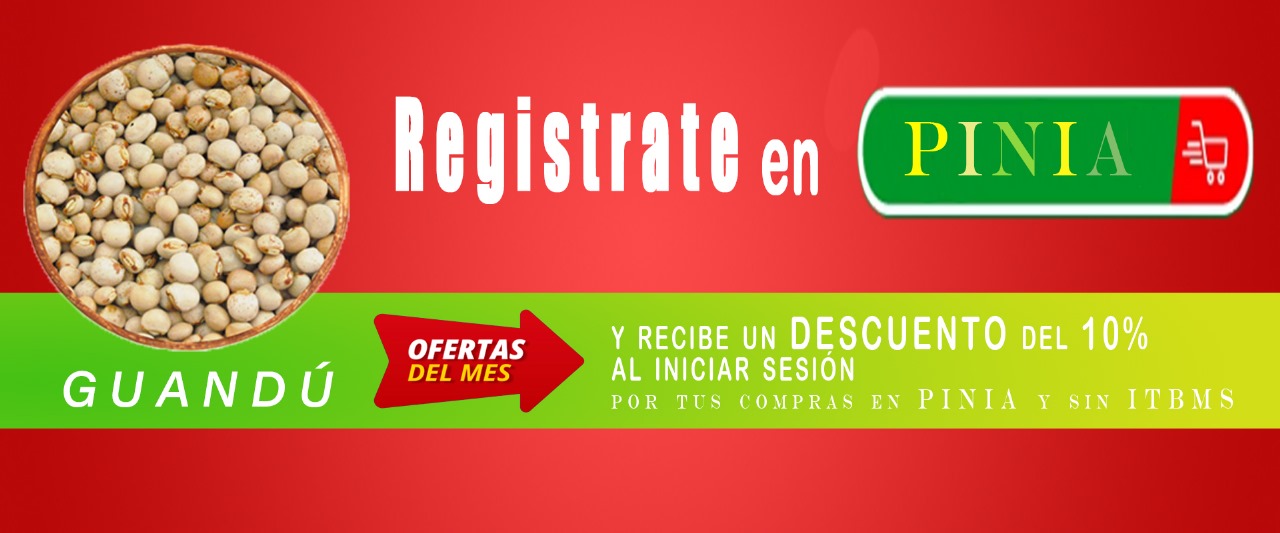 Registrate en
PINIA
GUANDÚ
OFERTAS
DEL MES
Y RECIBE UN DESCUENTO DEL 10%
AL INICIAR SESIÓN
POR TUS COMPRAS EN PINIA Y SIN ITBMS